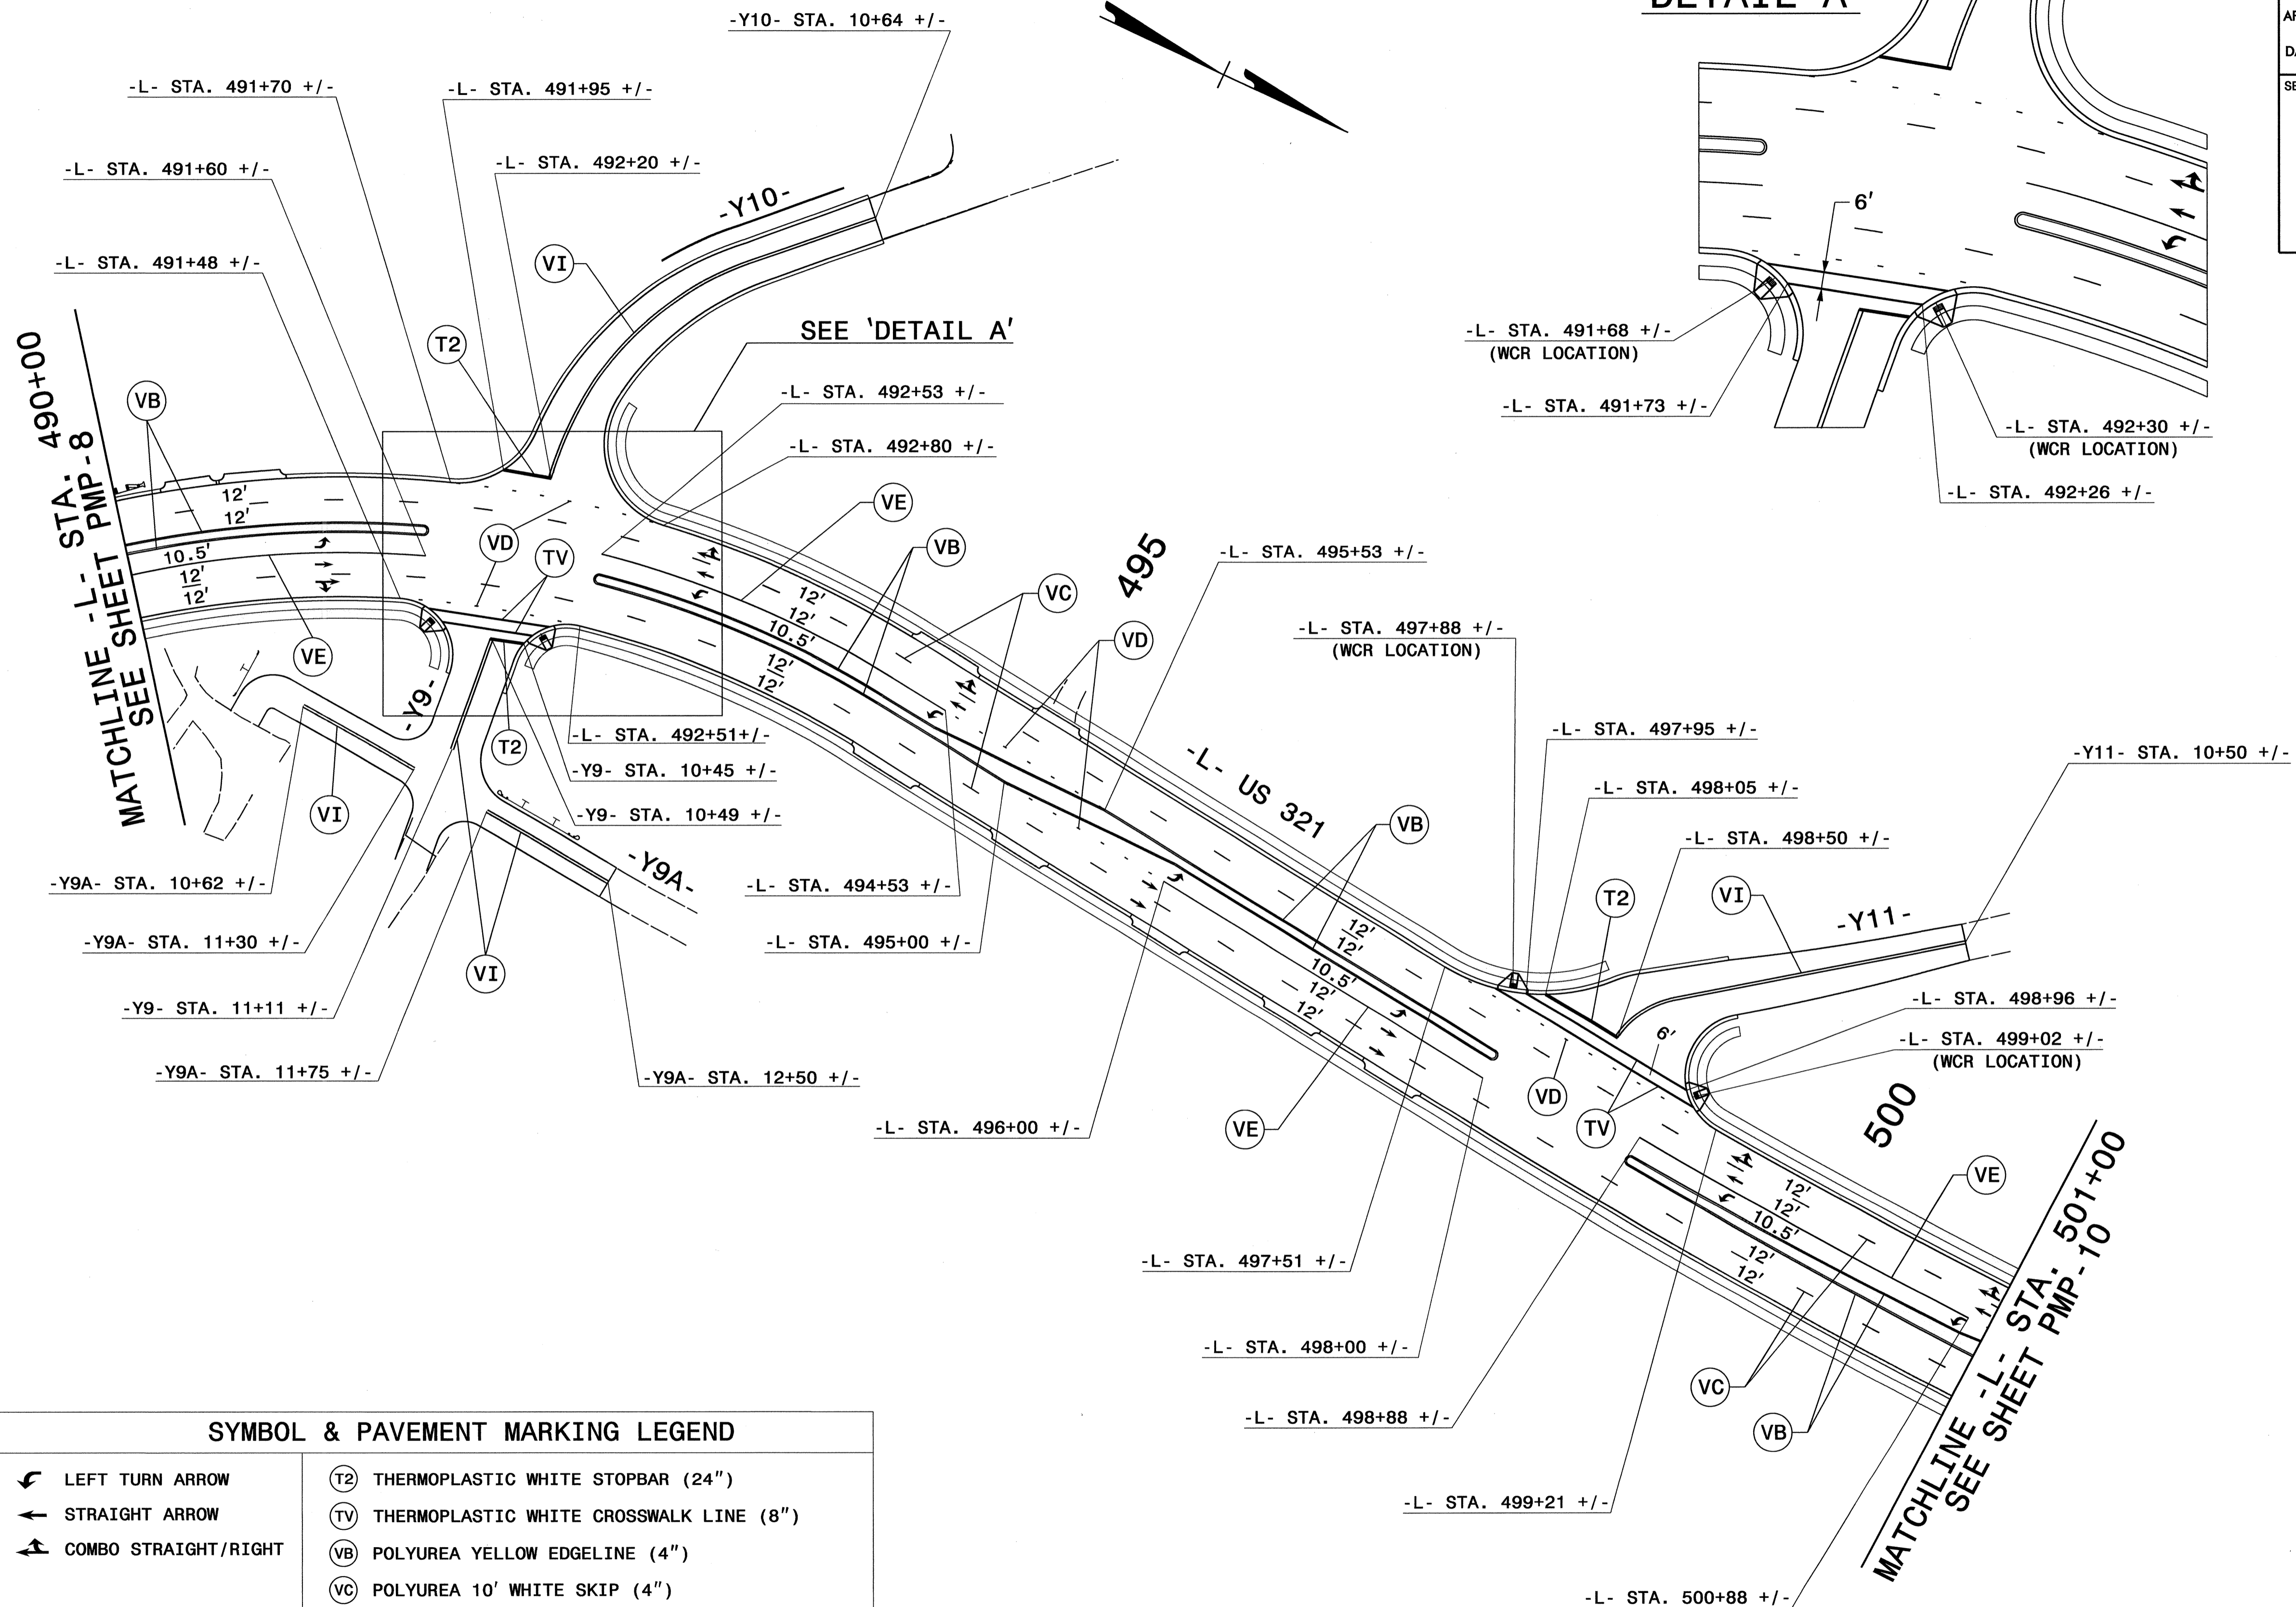 -Y10- STA. 10+64 +/-
DETAIL A
-L- STA. 491+70 +/-
-L- STA. 491+95 +/-
-L- STA. 491+60 +/-
-L- STA. 492+20 +/-
-L- STA. 491+48 +/-
-Y10-
VI
T2
SEE 'DETAIL A'
6'
-L- STA. 491+68 +/-
(WCR LOCATION)
-L- STA. 491+73 +/-
-L- STA. 492+30 +/-
(WCR LOCATION)
-L- STA. 492+26 +/-
MATCHLINE -L- STA. 490+00
SEE SHEET PMP-8
VB
-L- STA. 492+53 +/-
-L- STA. 492+80 +/-
12'
12'
10.5'
12'
12'
VD
TV
VE
VB
VC
VD
VE
495
-L- STA. 495+53 +/-
12'
12'
10.5'
12'
12'
-Y9-
T2
-L- STA. 492+51+/-
-Y9- STA. 10+45 +/-
-Y9- STA. 10+49 +/-
VI
-Y9A-
-Y9A- STA. 10+62 +/-
-Y9A- STA. 11+30 +/-
VI
-Y9- STA. 11+11 +/-
-Y9A- STA. 11+75 +/-
-Y9A- STA. 12+50 +/-
-L- STA. 494+53 +/-
-L- STA. 495+00 +/-
-L- STA. 496+00 +/-
-L- US 321
-L- STA. 497+88 +/-
(WCR LOCATION)
-L- STA. 497+95 +/-
-L- STA. 498+05 +/-
-L- STA. 498+50 +/-
-Y11- STA. 10+50 +/-
VB
T2
VI
-Y11-
12'
12'
10.5'
12'
12'
6'
-L- STA. 498+96 +/-
-L- STA. 499+02 +/-
(WCR LOCATION)
VD
TV
VE
500
VE
12'
12'
10.5'
12'
12'
-L- STA. 497+51 +/-
-L- STA. 498+00 +/-
-L- STA. 498+88 +/-
-L- STA. 499+21 +/-
-L- STA. 500+88 +/-
VC
VB
MATCHLINE -L- STA. 501+00
SEE SHEET PMP-10
SYMBOL & PAVEMENT MARKING LEGEND
LEFT TURN ARROW
STRAIGHT ARROW
COMBO STRAIGHT/RIGHT
T2 THERMOPLASTIC WHITE STOPBAR (24")
TV THERMOPLASTIC WHITE CROSSWALK LINE (8")
VB POLYUREA YELLOW EDGELINE (4")
VC POLYUREA 10' WHITE SKIP (4")